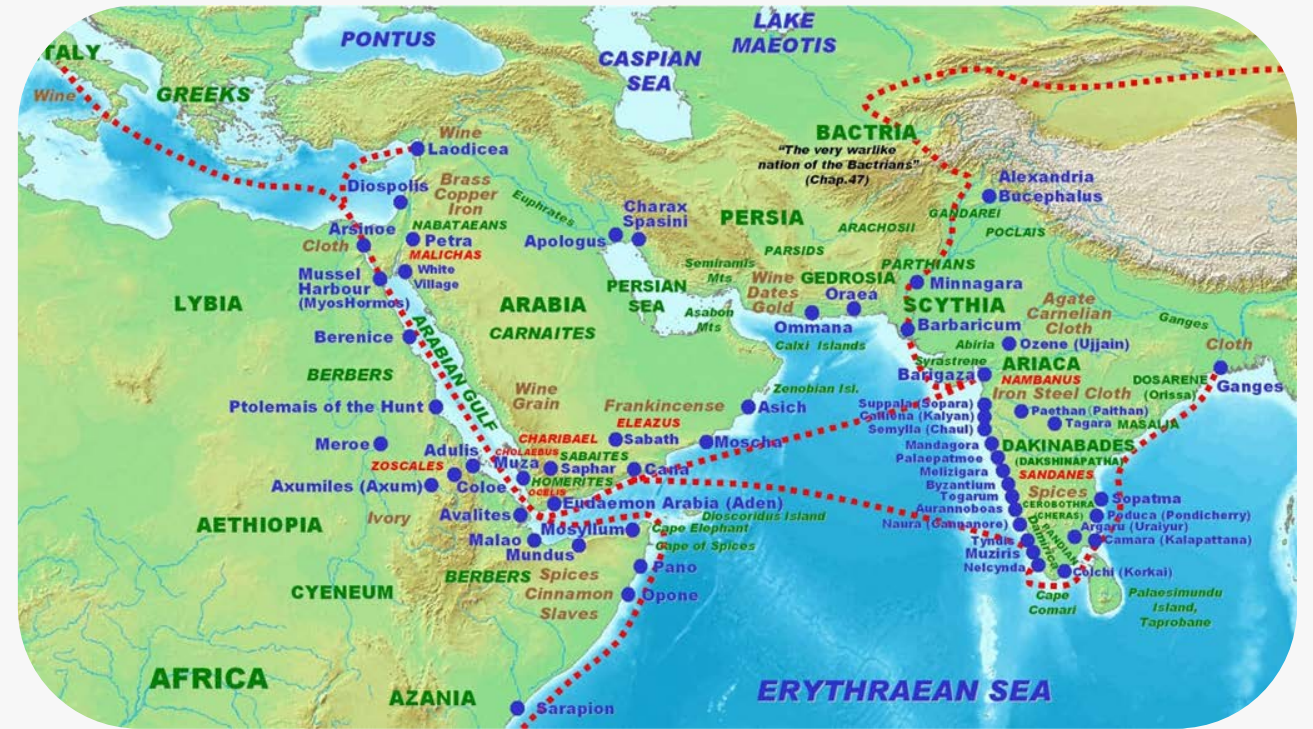 ITALY
Wine
GREEKS
PONTUS
CASPIAN
SEA
LAKE
MAEOTIS
BACTRIA
"The very warlike
nation of the Bactrians"
(Chap.47)
Wine
Laodicea
Diospolis
Brass
Copper
Iron
NABATAEANS
Arsinoe
Cloth
Petra
MALICHAS
White
Village
Mussel
Harbour
(MyosHormos)
Euphrates
Apologus
Charax
Spasini
PERSIA
PARSIDS
ARACHOSII
Semiramis
Mts
Alexandria
Bucephalus
GANDAREI
POCLAIS
PARTHIANS
LYBIA
ARABIA
CARNAITES
PERSIAN
SEA
Asabon
Mts
Wine
Dates
Gold
GEDROSIA
Oraea
Ommana
Calxi Islands
Minnagara
SCYTHIA
Barbaricum
Agate
Carnelian
Cloth
Abiria
Ozene (Ujjain)
Ganges
Cloth
Syrastrene
ARIACA
Barigaza
NAMBANUS
Iron Steel Cloth
DOSARENE
(Orissa)
Ganges
Berenice
ARABIAN GULF
BERBERS
Ptolemais of the Hunt
Wine
Grain
Frankincense
ELEAZUS
Zenobian Isl.
Asich
Suppala (Sopara)
Calliena (Kalyan)
Semylla (Chaul)
Paethan (Paithan)
Tagara
MASALIA
Meroe
Adulis
ZOSCALES
Axumiles (Axum)
Coloe
Muza
CHARIBAEL
CHOLAEBUS
SABAITES
Sabath
Saphar
HOMERITES
OCELIS
Cana
Moscha
Mandagora
Palaepatmoe
Melizigara
Byzantium
Togarum
Aurannoboas
Naura (Cannanore)
DAKINABADES
(DAKSHINAPATHA)
SANDANES
Spices
CEROBOTHRA
(CHERAS)
Sopatma
Poduca (Pondicherry)
Argaru (Uraiyur)
Camara (Kalapattana)
AETHIOPIA
Ivory
Avalites
Eudaemon Arabia (Aden)
Dioscoridus Island
Malao
Mosyllum
Mundus
Cape Elephant
Cape of Spices
Tyndis
Muziris
Nelcynda
Damirica
PANDIAN
Colchi (Korkai)
Cape
Comari
Palaesimundu
Island,
Taprobane
CYENEUM
BERBERS
Spices
Cinnamon
Slaves
Pano
Opone
AFRICA
AZANIA
Sarapion
ERYTHRAEAN SEA